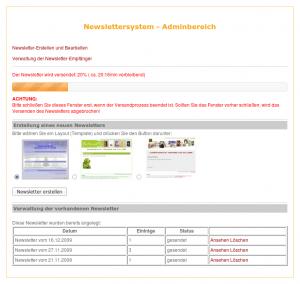 Newslettersystem - Adminbereich
Newsletter-Erstellen und Bearbeiten
Verwaltung der Newsletter-Empfänger
Der Newsletter wird versendet: 20% ( ca. 20:16min verbleibend)
ACHTUNG:
Bitte schließen Sie dieses Fenster erst, wenn der Versandprozess beendet ist. Sollten Sie das Fenster vorher schließen, wird das
Versenden des Newsletters abgebrochen!
Erstellung eines neuen Newsletters
Bitte wählen Sie ein Layout (Template) und drücken Sie den Button darunter:
Newsletter erstellen
Verwaltung der vorhandenen Newsletter
Diese Newsletter wurden bereits angelegt:
Datum Einträge Status
Newsletter vom 16.12.2009 1 gesendet Ansehen Löschen
Newsletter vom 27.11.2009 3 gesendet Ansehen Löschen
Newsletter vom 21.11.2009 1 gesendet Ansehen Löschen